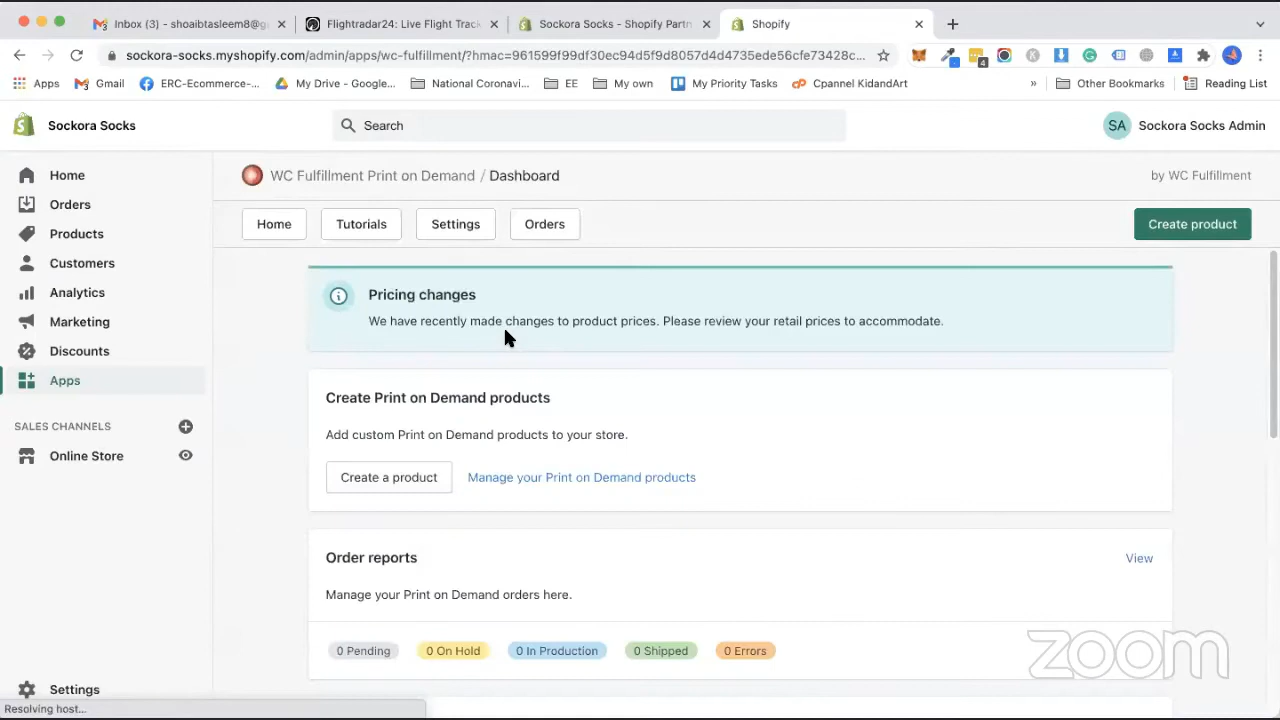 Inbox (3) - shoaibtasleem8@g
Flightradar24: Live Flight Track
Sockora Socks - Shopify Partn
Shopify
sockora-socks.myshopify.com/admin/apps/wc-fulfillment/?hmac=961599f99df30ec94d5f9d8057d4d4735ede56cfe73428c...
4
Apps
Gmail
ERC-Ecommerce-...
My Drive - Google...
National Coronavi...
EE
My own
My Priority Tasks
Cpannel KidandArt
»
Other Bookmarks
Reading List
Sockora Socks
Search
SA
Sockora Socks Admin
Home
Orders
Products
Customers
Analytics
Marketing
Discounts
Apps
SALES CHANNELS
Online Store
Settings
WC Fulfillment Print on Demand / Dashboard
by WC Fulfillment
Home
Tutorials
Settings
Orders
Create product
Pricing changes
We have recently made changes to product prices. Please review your retail prices to accommodate.
Create Print on Demand products
Add custom Print on Demand products to your store.
Create a product
Manage your Print on Demand products
Order reports
View
Manage your Print on Demand orders here.
0 Pending
0 On Hold
0 In Production
0 Shipped
0 Errors
zoom
Resolving host...